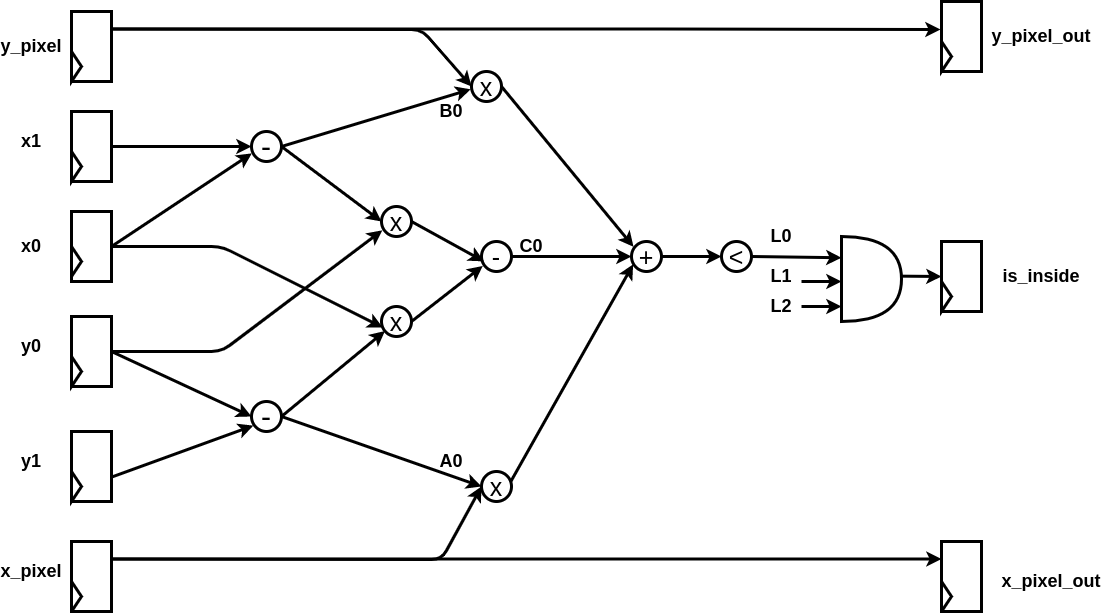 y_pixel
y_pixel_out
x
B0
x1
-
x
x0
C0
-
+
<
L0
L1
L2
is_inside
x
y0
-
y1
A0
x
x_pixel
x_pixel_out